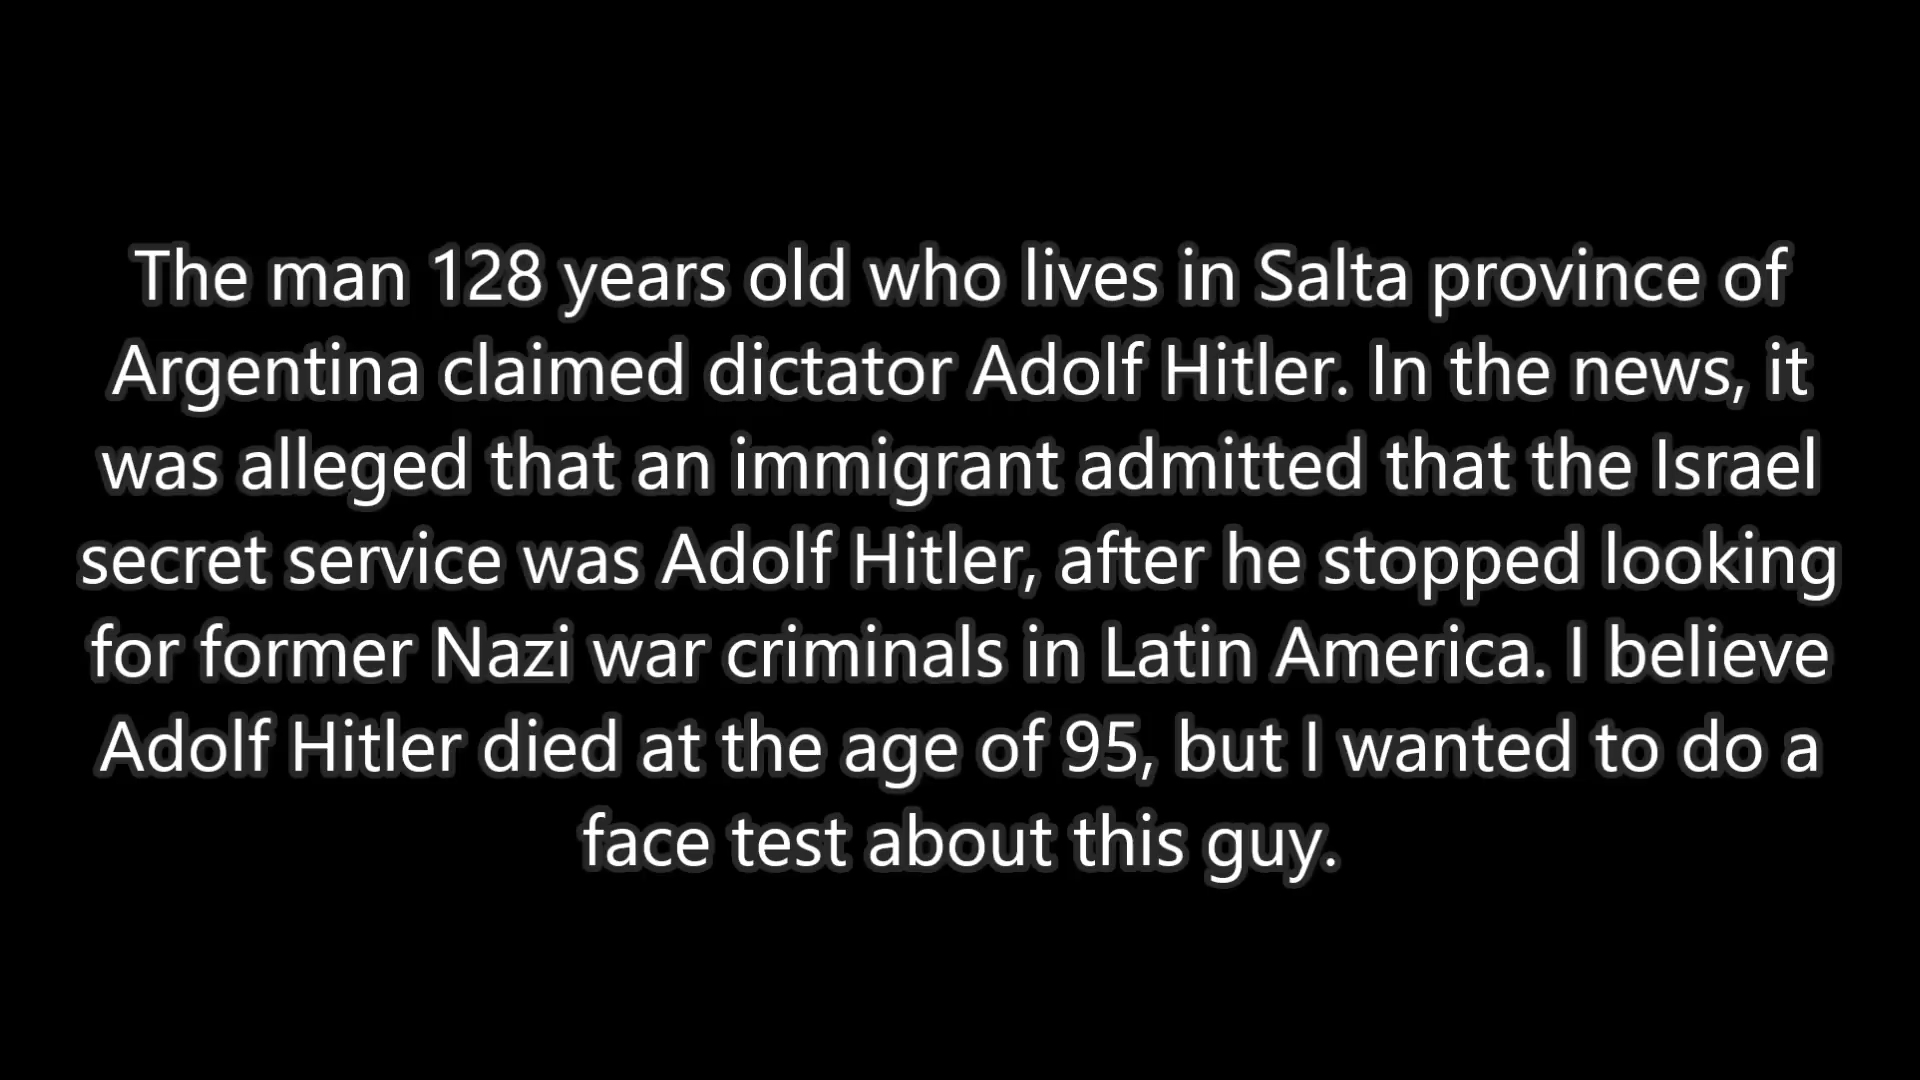 The man 128 years old who lives in Salta province of
Argentina claimed dictator Adolf Hitler. In the news, it
was alleged that an immigrant admitted that the Israel
secret service was Adolf Hitler, after he stopped looking
for former Nazi war criminals in Latin America. I believe
Adolf Hitler died at the age of 95, but I wanted to do a
face test about this guy.